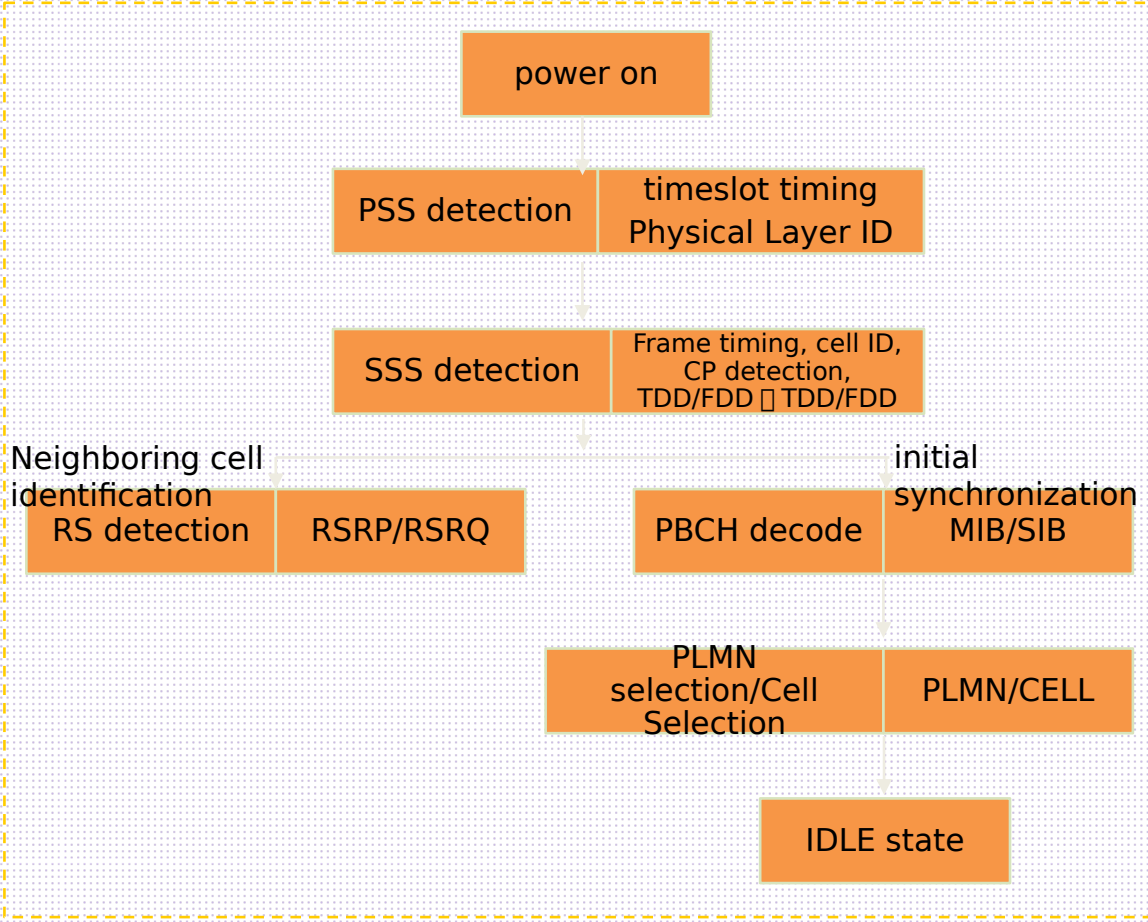 power on
PSS detection
timeslot timing
Physical Layer ID
SSS detection
Frame timing, cell ID,
CP detection,
TDD/FDD TDD/FDD
Neighboring cell
identification
initial
synchronization
RS detection
RSRP/RSRQ
PBCH decode
MIB/SIB
PLMN
selection/Cell
Selection
PLMN/CELL
IDLE state